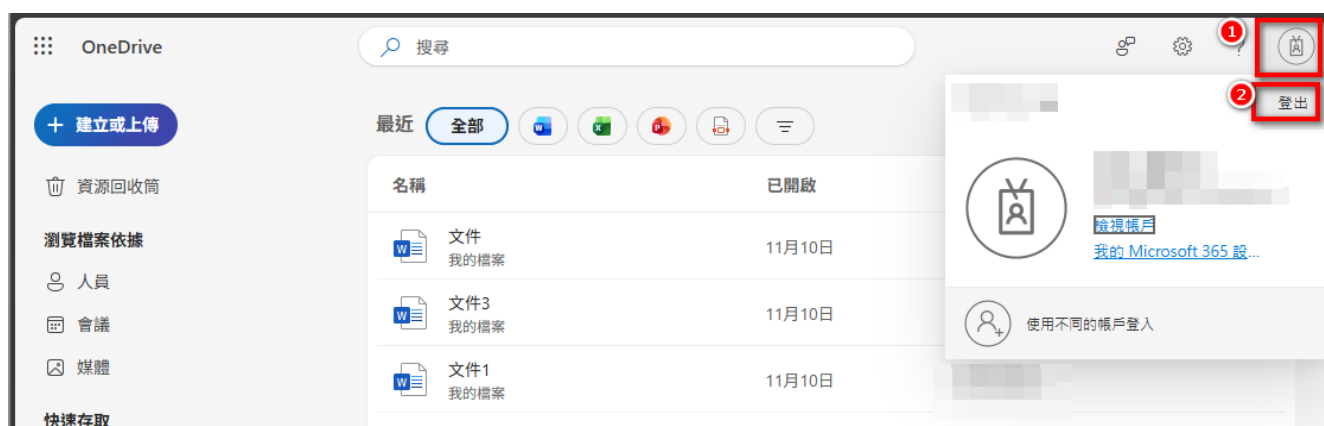 OneDrive
搜尋
?
1
2
登出
+ 建立或上傳
最近 全部
資源回收筒
名稱
已開啟
瀏覽檔案依據
文件
我的檔案
11月10日
檢視帳戶
我的 Microsoft 365 設...
人員
會議
文件3
我的檔案
11月10日
使用不同的帳戶登入
媒體
文件1
我的檔案
11月10日
快速存取